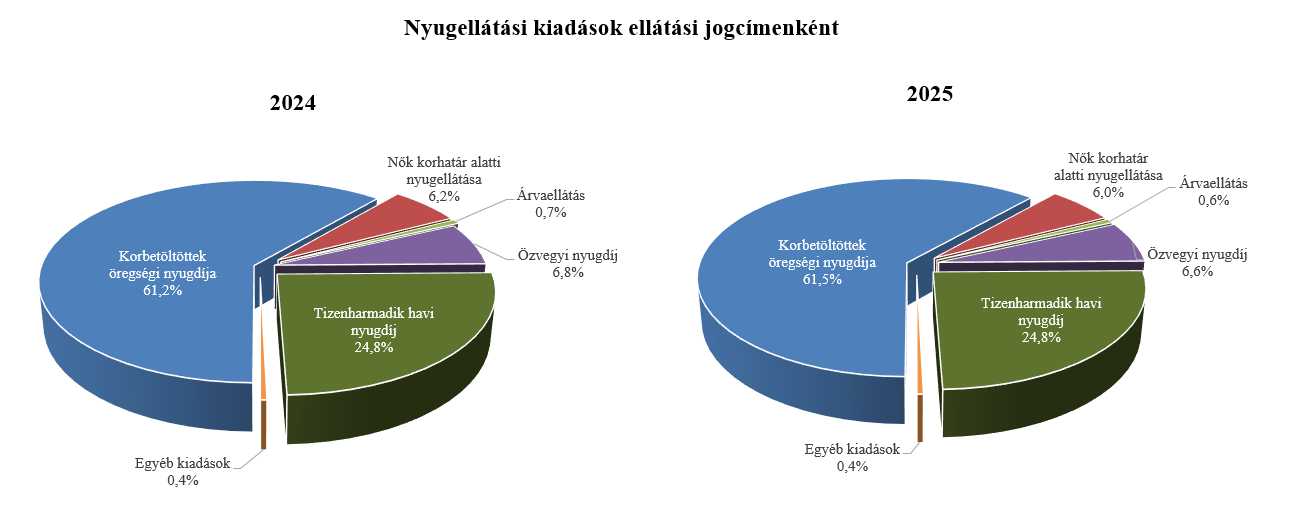 Nyugellátási kiadások ellátási jogcímenként
2024
Nők korhatár alatti
nyugellátása
6,2%
Árvaellátás
0,7%
Özvegyi nyugdíj
6,8%
Korbetöltöttek
öregségi nyugdíja
61,2%
Tizenharmadik havi
nyugdíj
24,8%
Egyéb kiadások
0,4%
2025
Nők korhatár
alatti nyugellátása
6,0%
Árvaellátás
0,6%
Özvegyi nyugdíj
6,6%
Korbetöltöttek
öregségi nyugdíja
61,5%
Tizenharmadik havi
nyugdíj
24,8%
Egyéb kiadások
0,4%